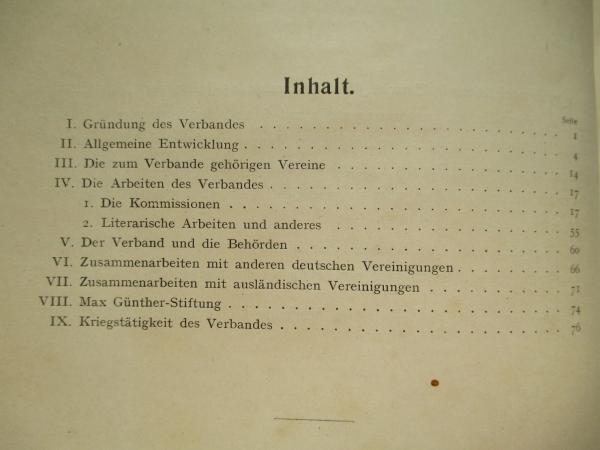 Inhalt.
Seite
I. Gründung des Verbandes . . . . . . . . . . . . . . . . . . . . 1
II. Allgemeine Entwicklung . . . . . . . . . . . . . . . . . . . . 4
III. Die zum Verbande gehörigen Vereine . . . . . . . . . . . . . . 14
IV. Die Arbeiten des Verbandes . . . . . . . . . . . . . . . . . . 17
1. Die Kommissionen . . . . . . . . . . . . . . . . . . . . 17
2. Literarische Arbeiten und anderes . . . . . . . . . . . . . . 55
V. Der Verband und die Behörden . . . . . . . . . . . . . . . . . 60
VI. Zusammenarbeiten mit anderen deutschen Vereinigungen . . . . . . . 66
VII. Zusammenarbeiten mit ausländischen Vereinigungen . . . . . . . . . 71
VIII. Max Günther-Stiftung . . . . . . . . . . . . . . . . . . . . 74
IX. Kriegstätigkeit des Verbandes . . . . . . . . . . . . . . . . . 76